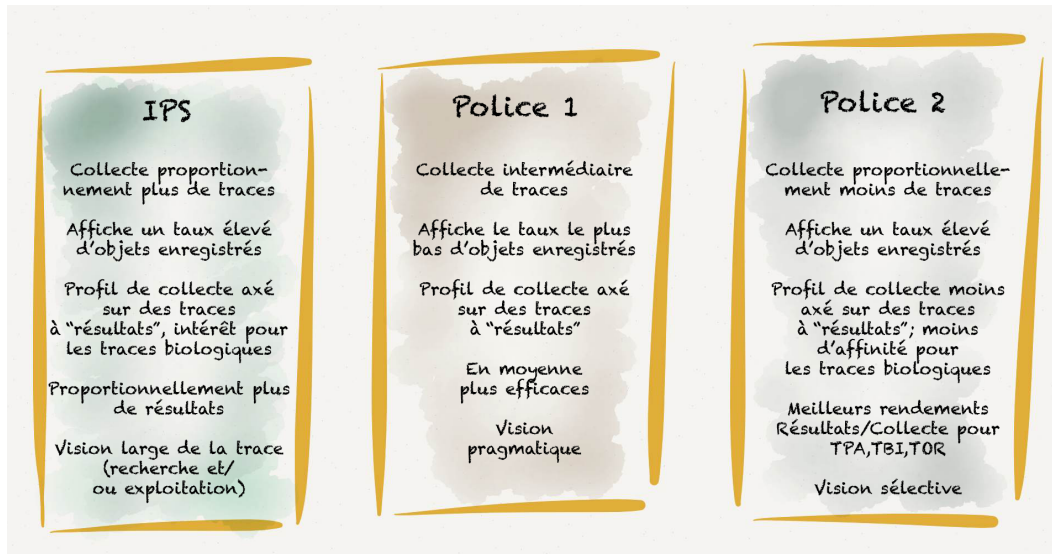 IPS
Collecte proportion-
nement plus de traces
Affiche un taux élevé
d'objets enregistrés
Profil de collecte axé
sur des traces
à "résultats", intérêt pour
les traces biologiques
Proportionnellement plus
de résultats
Vision large de la trace
(recherche et/
ou exploitation)
Police 1
Collecte intermédiaire
de traces
Affiche le taux le plus
bas d'objets enregistrés
Profil de collecte axé
sur des traces
à "résultats"
En moyenne
plus efficaces
Vision
pragmatique
Police 2
Collecte proportionnelle-
ment moins de traces
Affiche un taux élevé
d'objets enregistrés
Profil de collecte moins
axé sur des traces
à "résultats"; moins
d'affinité pour
les traces biologiques
Meilleurs rendements
Résultats/Collecte pour
TPA,TBI,TOR
Vision sélective